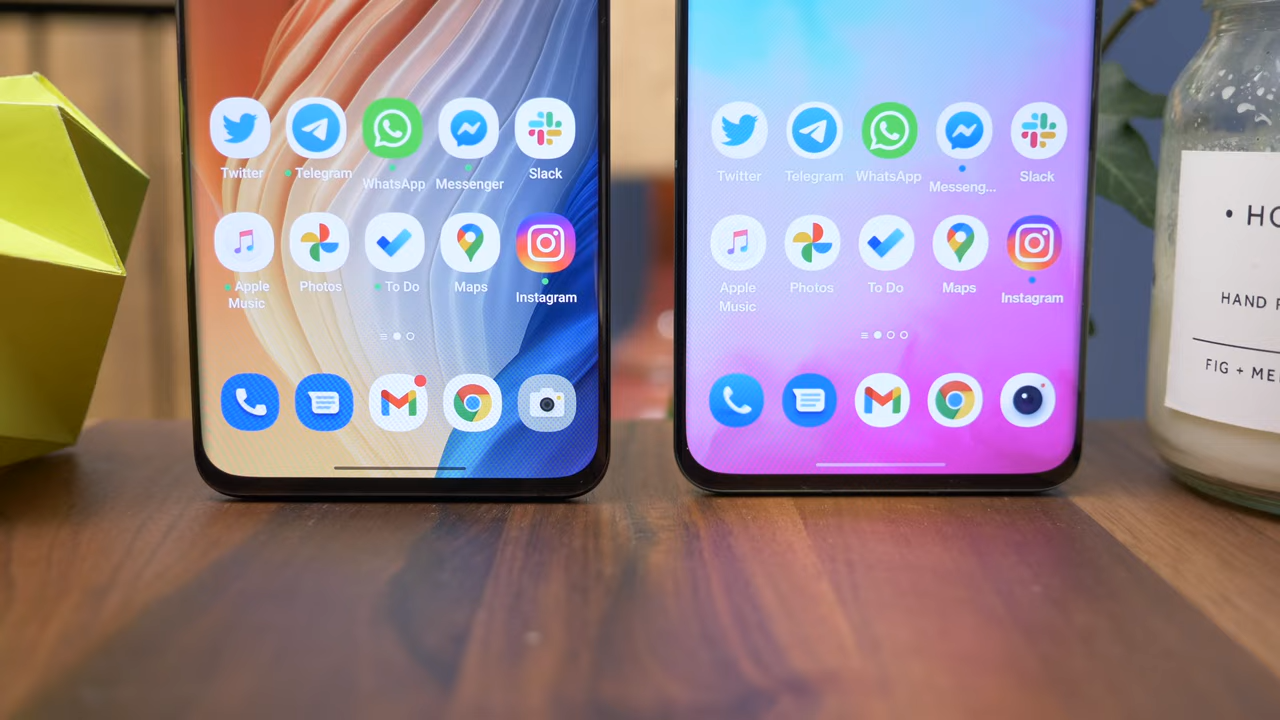 Twitter
Telegram
WhatsApp
Messenger
Slack
Apple
Music
Photos
To Do
Maps
Instagram
Twitter
Telegram
WhatsApp
Messeng...
Slack
Apple
Music
Photos
To Do
Maps
Instagram
• HO
HAND
FIG +